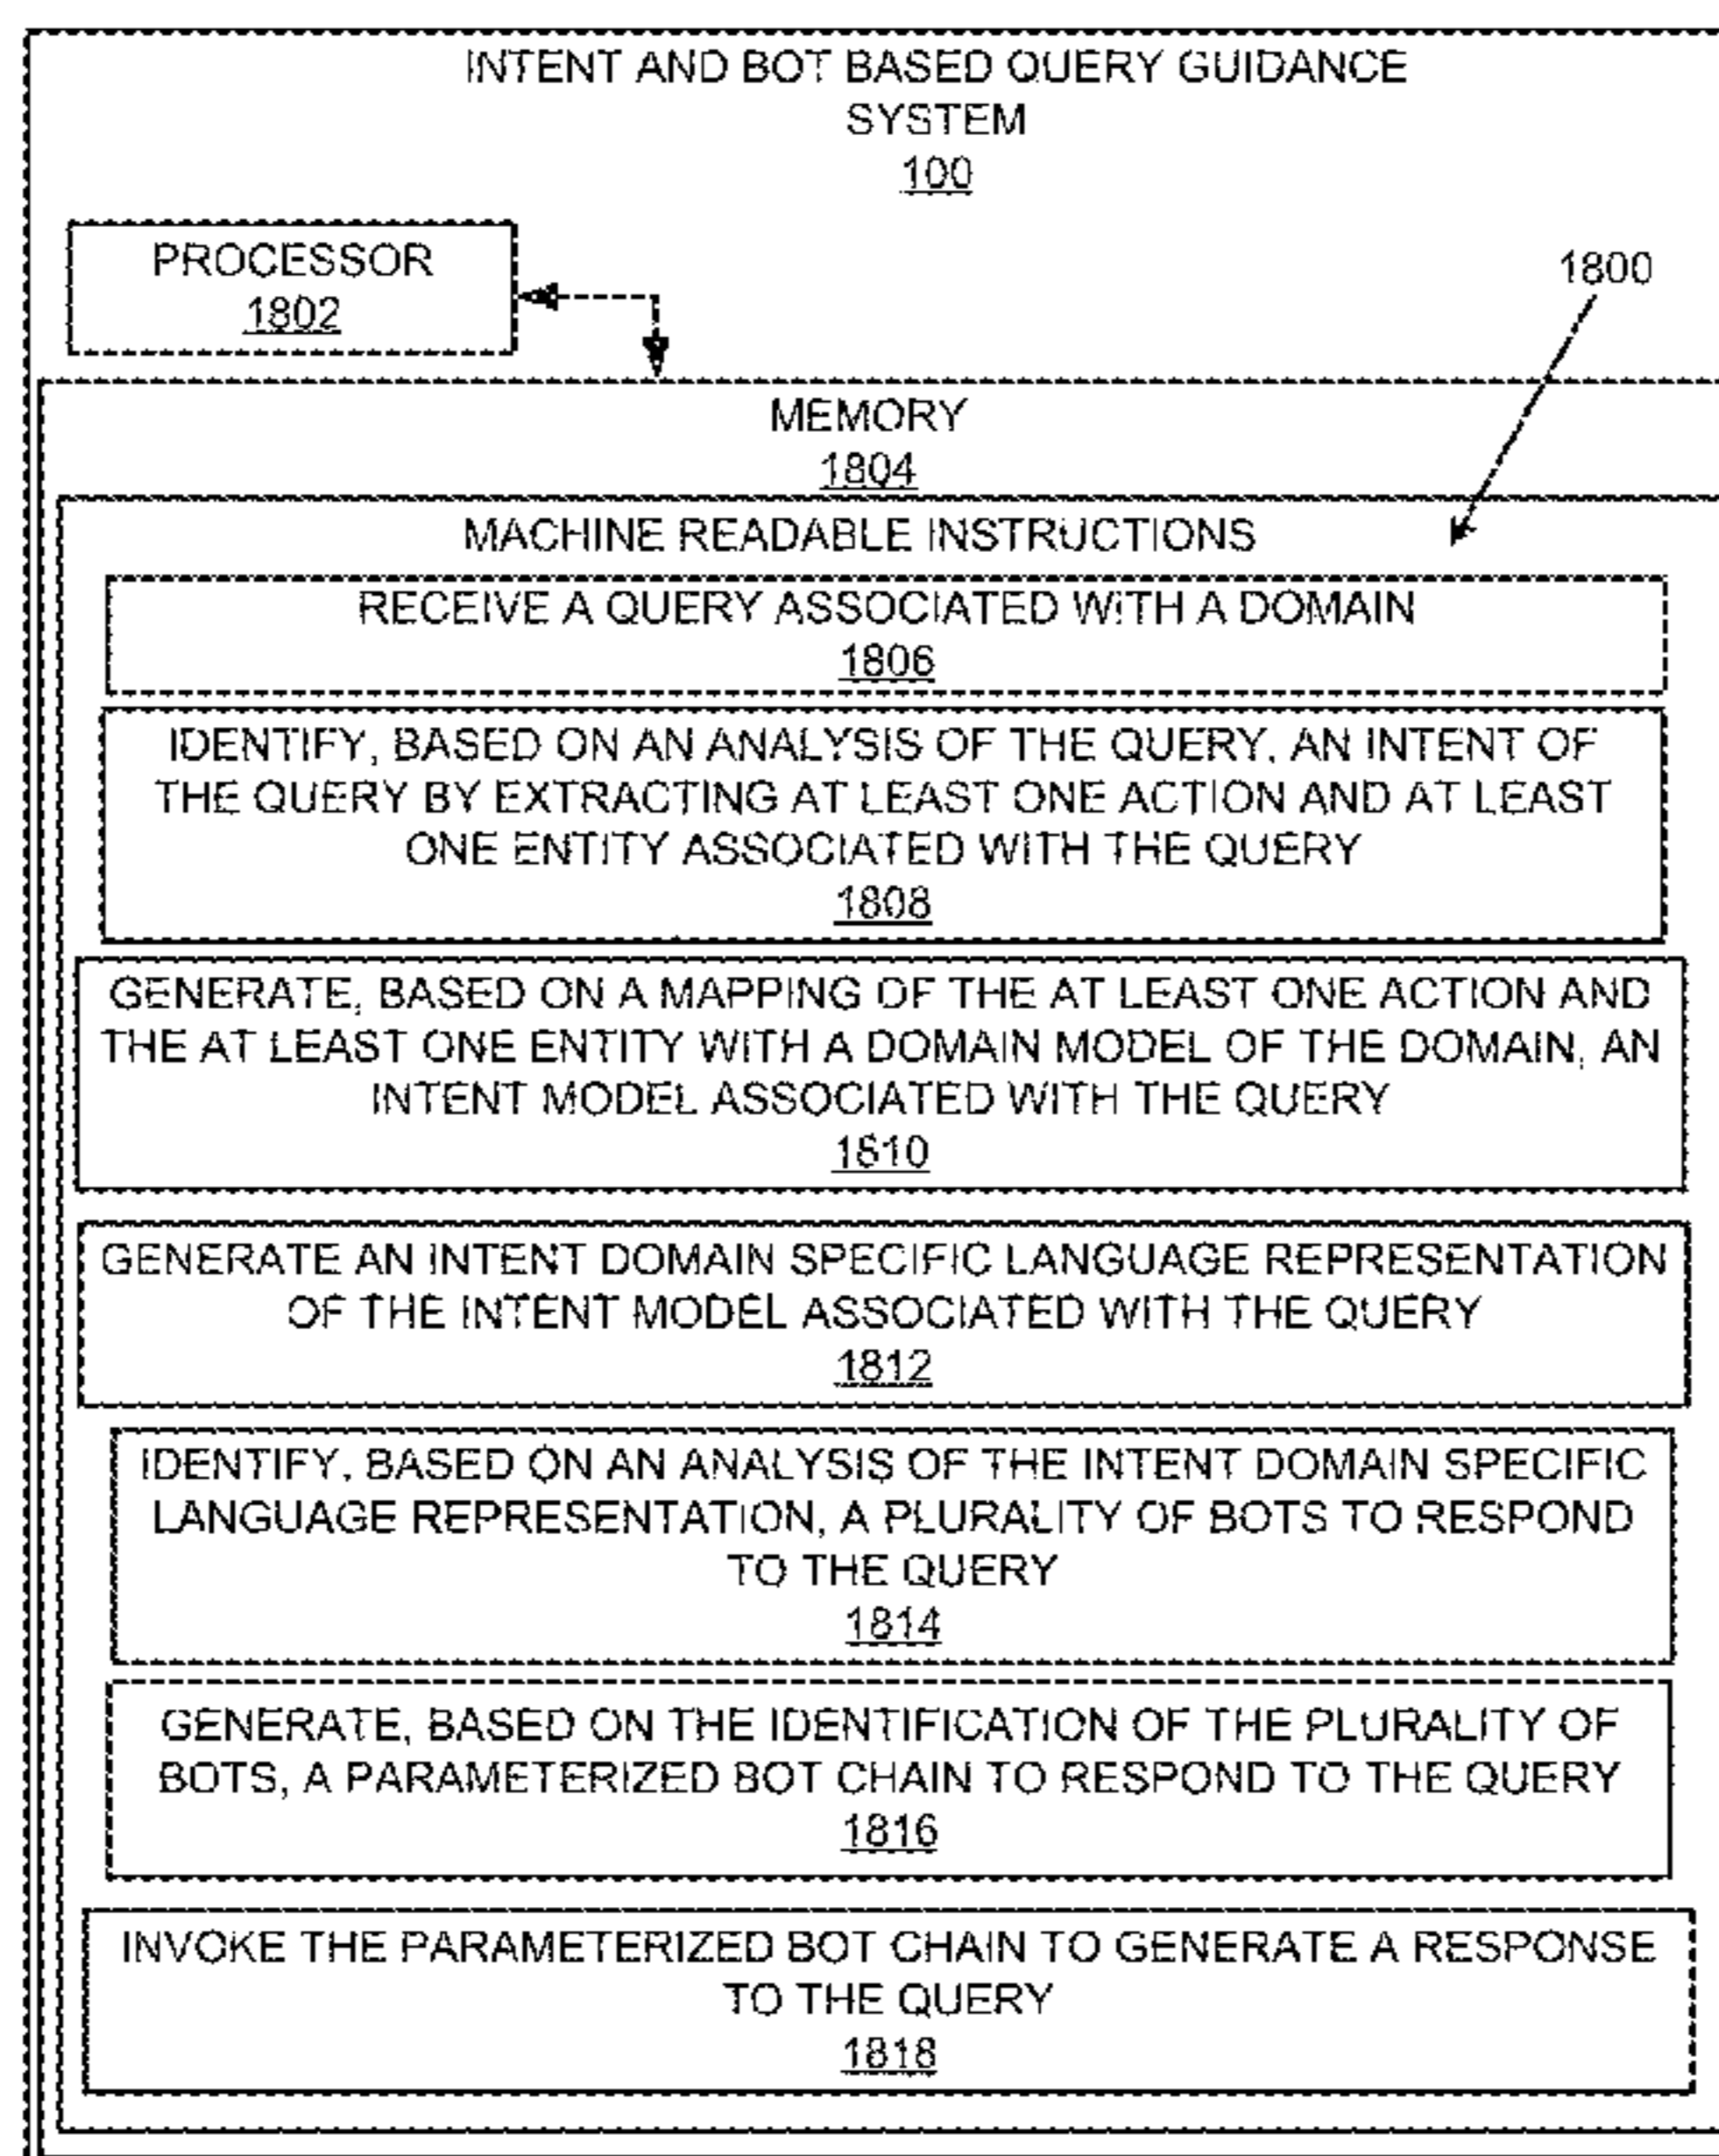 INTENT AND BOT BASED QUERY GUIDANCE
SYSTEM
100
PROCESSOR
1802
1800
MEMORY
1804
MACHINE READABLE INSTRUCTIONS
RECEIVE A QUERY ASSOCIATED WITH A DOMAIN
1806
IDENTIFY, BASED ON AN ANALYSIS OF THE QUERY, AN INTENT OF
THE QUERY BY EXTRACTING AT LEAST ONE ACTION AND AT LEAST
ONE ENTITY ASSOCIATED WITH THE QUERY
1808
GENERATE, BASED ON A MAPPING OF THE AT LEAST ONE ACTION AND
THE AT LEAST ONE ENTITY WITH A DOMAIN MODEL OF THE DOMAIN, AN
INTENT MODEL ASSOCIATED WITH THE QUERY
1810
GENERATE AN INTENT DOMAIN SPECIFIC LANGUAGE REPRESENTATION
OF THE INTENT MODEL ASSOCIATED WITH THE QUERY
1812
IDENTIFY, BASED ON AN ANALYSIS OF THE INTENT DOMAIN SPECIFIC
LANGUAGE REPRESENTATION, A PLURALITY OF BOTS TO RESPOND
TO THE QUERY
1814
GENERATE, BASED ON THE IDENTIFICATION OF THE PLURALITY OF
BOTS, A PARAMETERIZED BOT CHAIN TO RESPOND TO THE QUERY
1816
INVOKE THE PARAMETERIZED BOT CHAIN TO GENERATE A RESPONSE
TO THE QUERY
1818